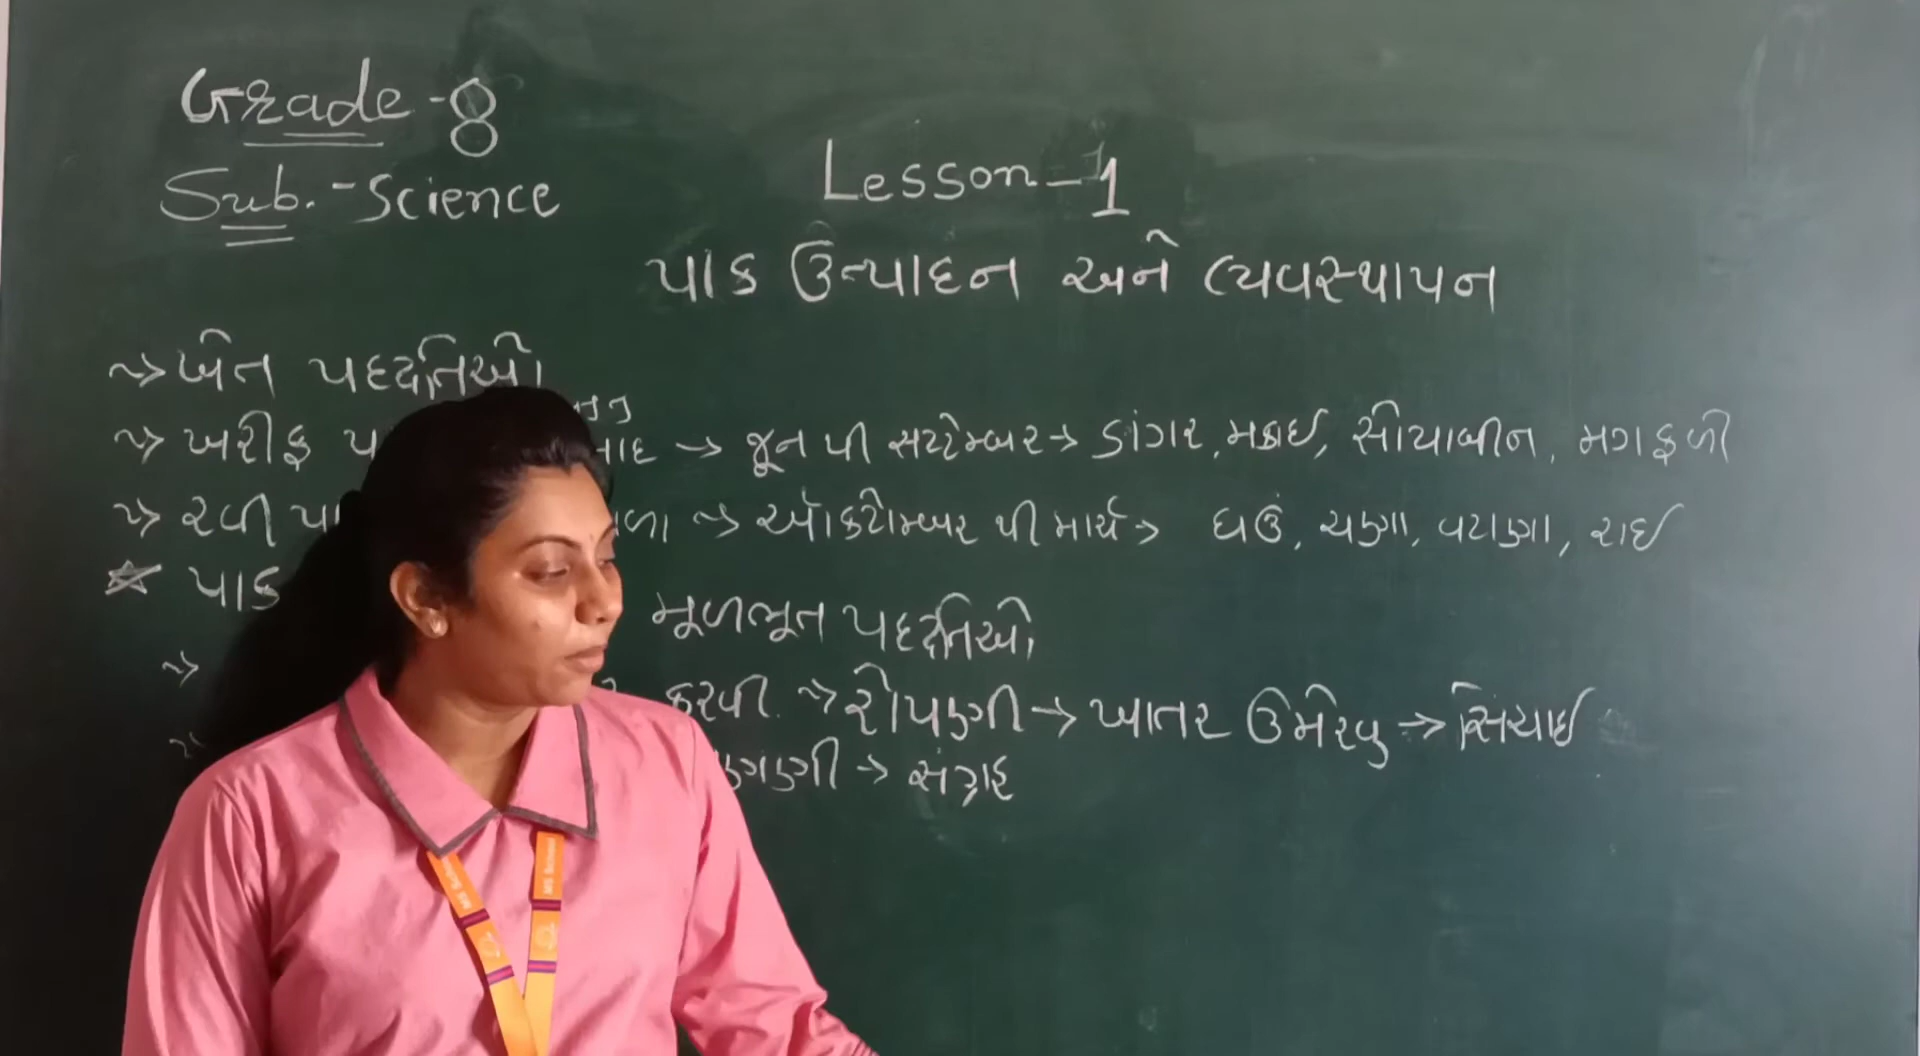 Grade - 8
Sub. - Science
Lesson - 1
પાક ઉત્પાદન અને વ્યવસ્થાપન
~> ખેત પદ્ધતિઓ
~> ખરીફ -> જૂન થી સપ્ટેમ્બર -> ડાંગર, મકાઈ, સોયાબીન, મગફળી
~> રવી ~> ઑક્ટોમ્બર થી માર્ચ -> ઘઉં, ચણા, વટાણા, રાઈ
☆ પાક મૂળભૂત પદ્ધતિઓ
~> કરવી ~> રોપણી -> ખાતર ઉમેરવુ -> સિંચાઈ
-> સંગ્રહ